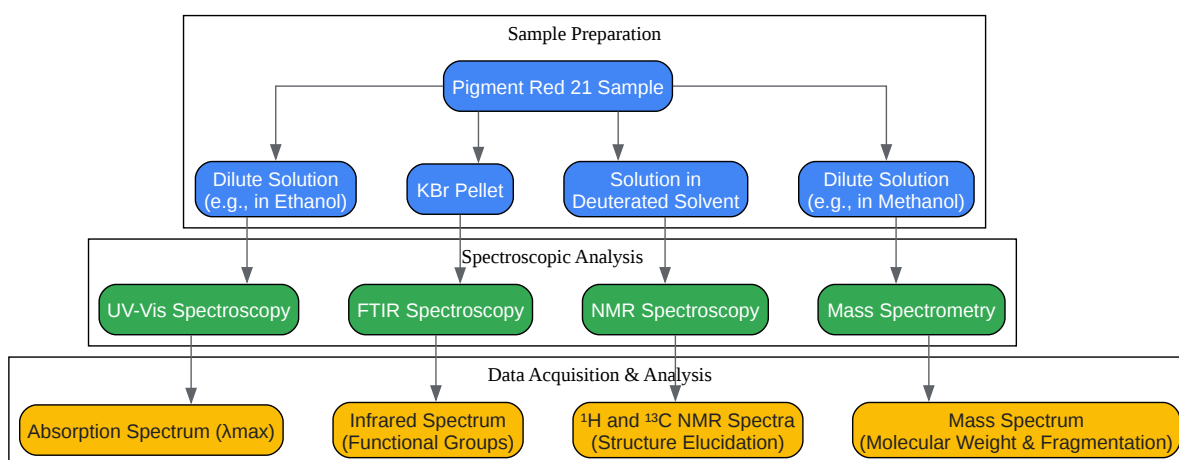 Sample Preparation
Pigment Red 21 Sample
Dilute Solution
(e.g., in Ethanol)
KBr Pellet
Solution in
Deuterated Solvent
Dilute Solution
(e.g., in Methanol)
Spectroscopic Analysis
UV-Vis Spectroscopy
FTIR Spectroscopy
NMR Spectroscopy
Mass Spectrometry
Data Acquisition & Analysis
Absorption Spectrum (λmax)
Infrared Spectrum
(Functional Groups)
¹H and ¹³C NMR Spectra
(Structure Elucidation)
Mass Spectrum
(Molecular Weight & Fragmentation)